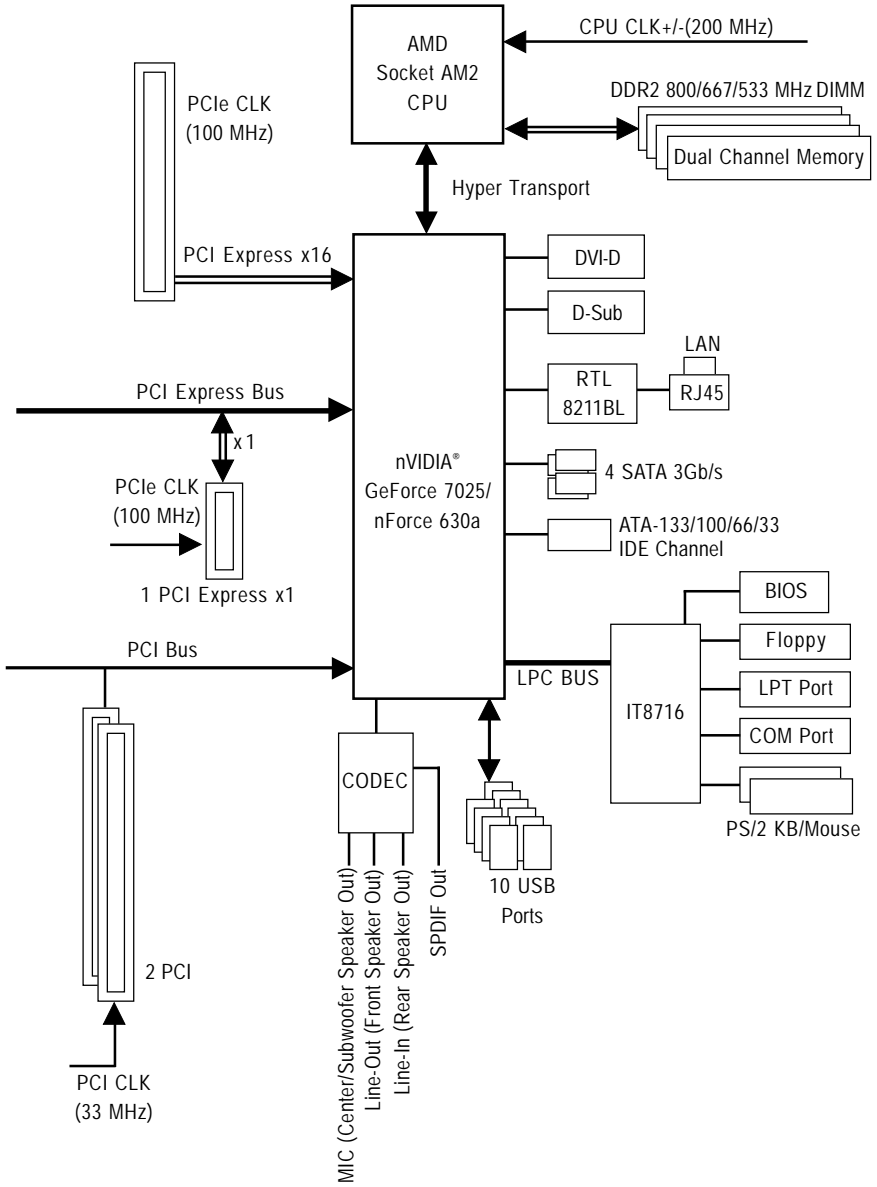 AMD
Socket AM2
CPU
CPU CLK+/-(200 MHz)
DDR2 800/667/533 MHz DIMM
Dual Channel Memory
PCIe CLK
(100 MHz)
Hyper Transport
PCI Express x16
DVI-D
D-Sub
LAN
RTL
8211BL
RJ45
PCI Express Bus
x1
nVIDIA®
GeForce 7025/
nForce 630a
4 SATA 3Gb/s
PCIe CLK
(100 MHz)
ATA-133/100/66/33
IDE Channel
1 PCI Express x1
BIOS
Floppy
PCI Bus
LPC BUS
IT8716
LPT Port
COM Port
CODEC
PS/2 KB/Mouse
10 USB
Ports
MIC (Center/Subwoofer Speaker Out)
Line-Out (Front Speaker Out)
Line-In (Rear Speaker Out)
SPDIF Out
2 PCI
PCI CLK
(33 MHz)